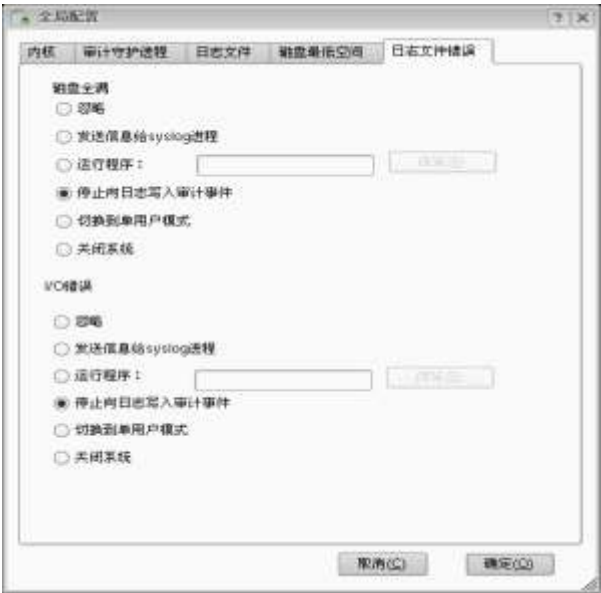 全局配置
内核 审计守护进程 日志文件 磁盘最低空间 日志文件错误
磁盘全满
忽略
发送信息给syslog进程
运行程序：
停止向日志写入审计事件
切换到单用户模式
关闭系统
I/O错误
忽略
发送信息给syslog进程
运行程序：
停止向日志写入审计事件
切换到单用户模式
关闭系统
取消(C) 确定(O)